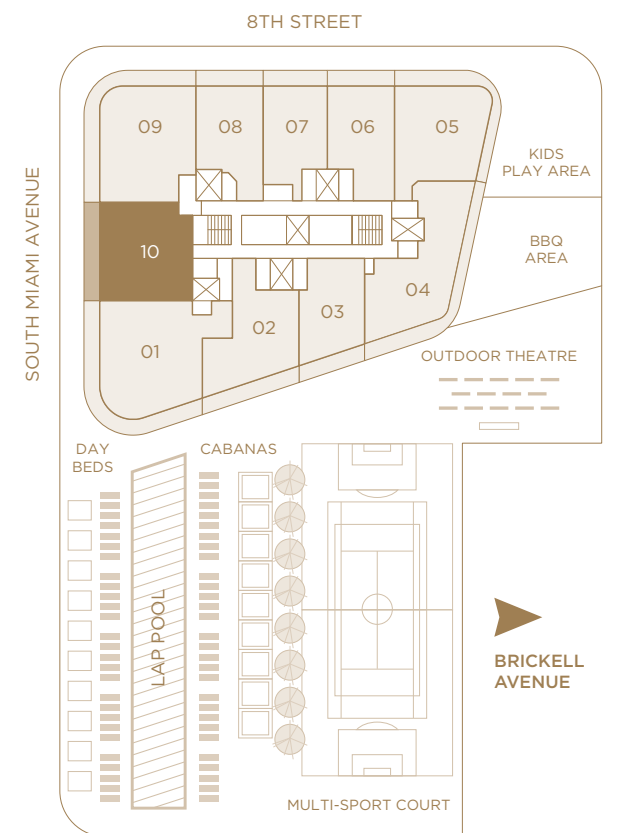 8TH STREET
SOUTH MIAMI AVENUE
09
08
07
06
05
KIDS
PLAY AREA
10
BBQ
AREA
04
03
02
01
OUTDOOR THEATRE
DAY
BEDS
CABANAS
LAP POOL
BRICKELL
AVENUE
MULTI-SPORT COURT